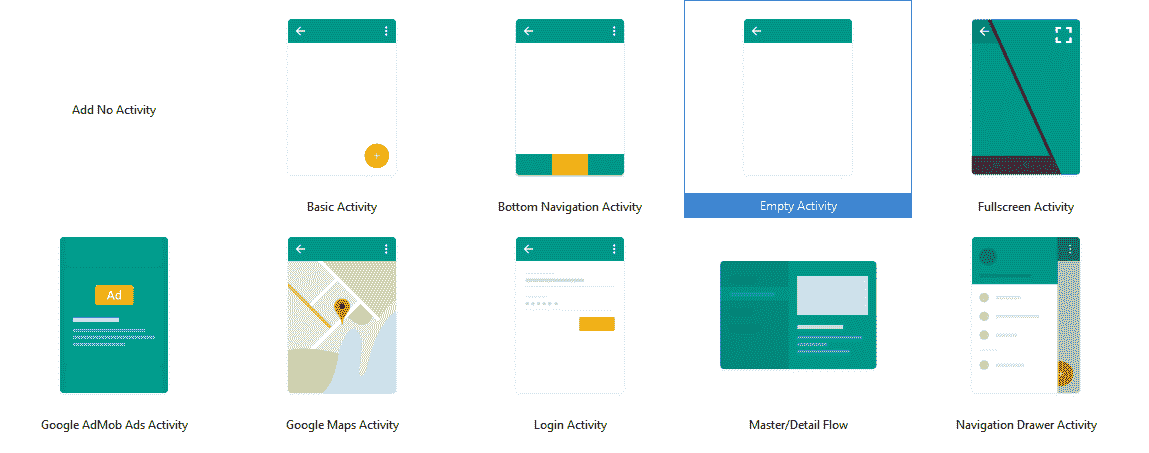 Add No Activity
Basic Activity
Bottom Navigation Activity
Empty Activity
Fullscreen Activity
Ad
Google AdMob Ads Activity
Google Maps Activity
Login Activity
Master/Detail Flow
Navigation Drawer Activity